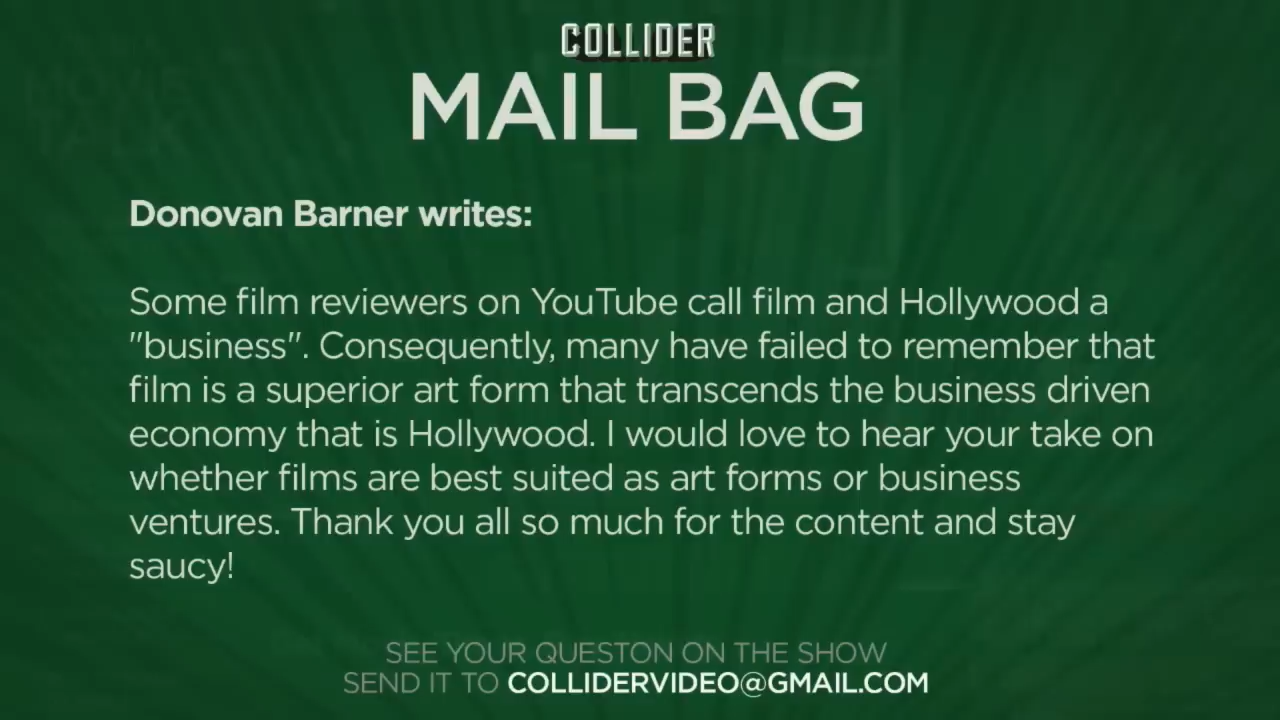 COLLIDER
MAIL BAG
Donovan Barner writes:
Some film reviewers on YouTube call film and Hollywood a
"business". Consequently, many have failed to remember that
film is a superior art form that transcends the business driven
economy that is Hollywood. I would love to hear your take on
whether films are best suited as art forms or business
ventures. Thank you all so much for the content and stay
saucy!
SEE YOUR QUESTON ON THE SHOW
SEND IT TO COLLIDERVIDEO@GMAIL.COM